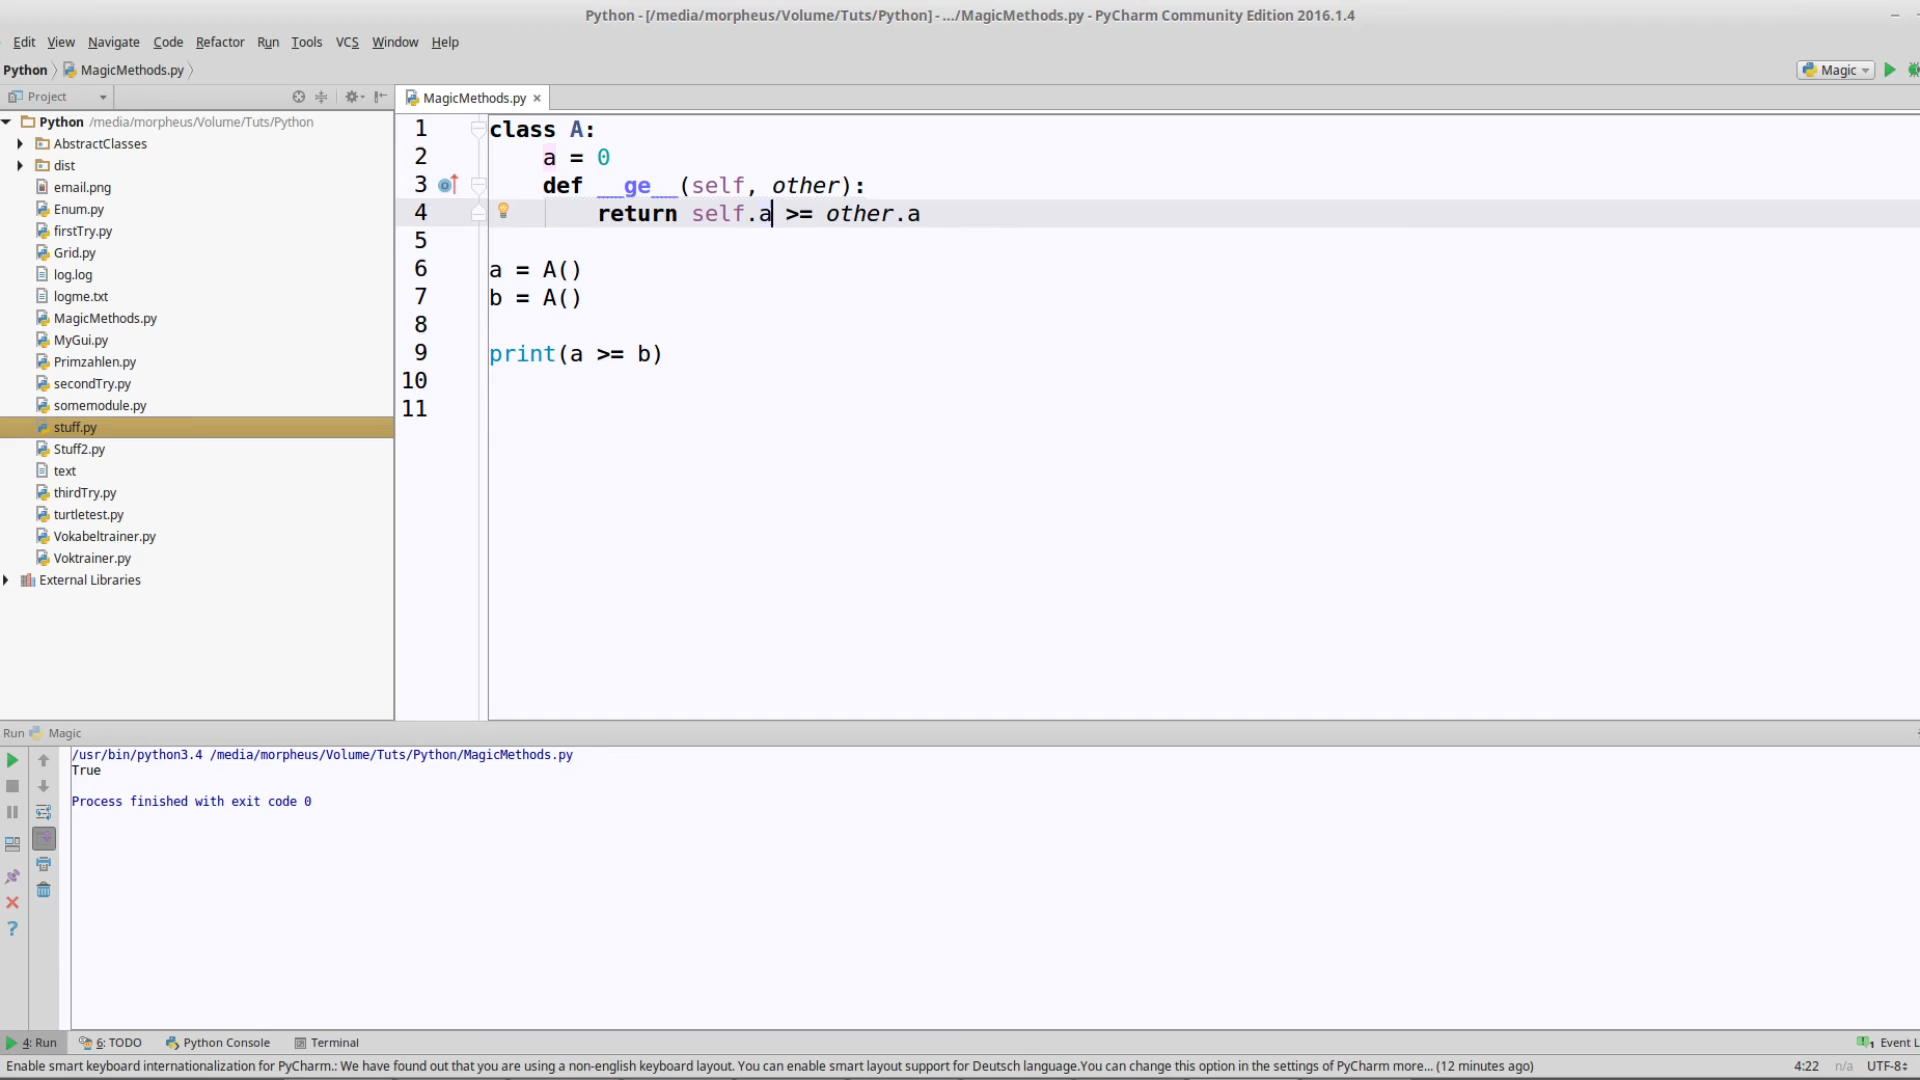 Python - [/media/morpheus/Volume/Tuts/Python] - .../MagicMethods.py - PyCharm Community Edition 2016.1.4
Edit View Navigate Code Refactor Run Tools VCS Window Help
Python MagicMethods.py
Magic
Project
MagicMethods.py
Python /media/morpheus/Volume/Tuts/Python
AbstractClasses
dist
email.png
Enum.py
firstTry.py
Grid.py
log.log
logme.txt
MagicMethods.py
MyGui.py
Primzahlen.py
secondTry.py
somemodule.py
stuff.py
Stuff2.py
text
thirdTry.py
turtletest.py
Vokabeltrainer.py
Voktrainer.py
External Libraries
1 class A:
2 a = 0
3 def __ge__(self, other):
4 return self.a >= other.a
5
6 a = A()
7 b = A()
8
9 print(a >= b)
10
11
Run Magic
/usr/bin/python3.4 /media/morpheus/Volume/Tuts/Python/MagicMethods.py
True
Process finished with exit code 0
4: Run 6: TODO Python Console Terminal 1 Event L
Enable smart keyboard internationalization for PyCharm.: We have found out that you are using a non-english keyboard layout. You can enable smart layout support for Deutsch language.You can change this option in the settings of PyCharm more... (12 minutes ago) 4:22 n/a UTF-8